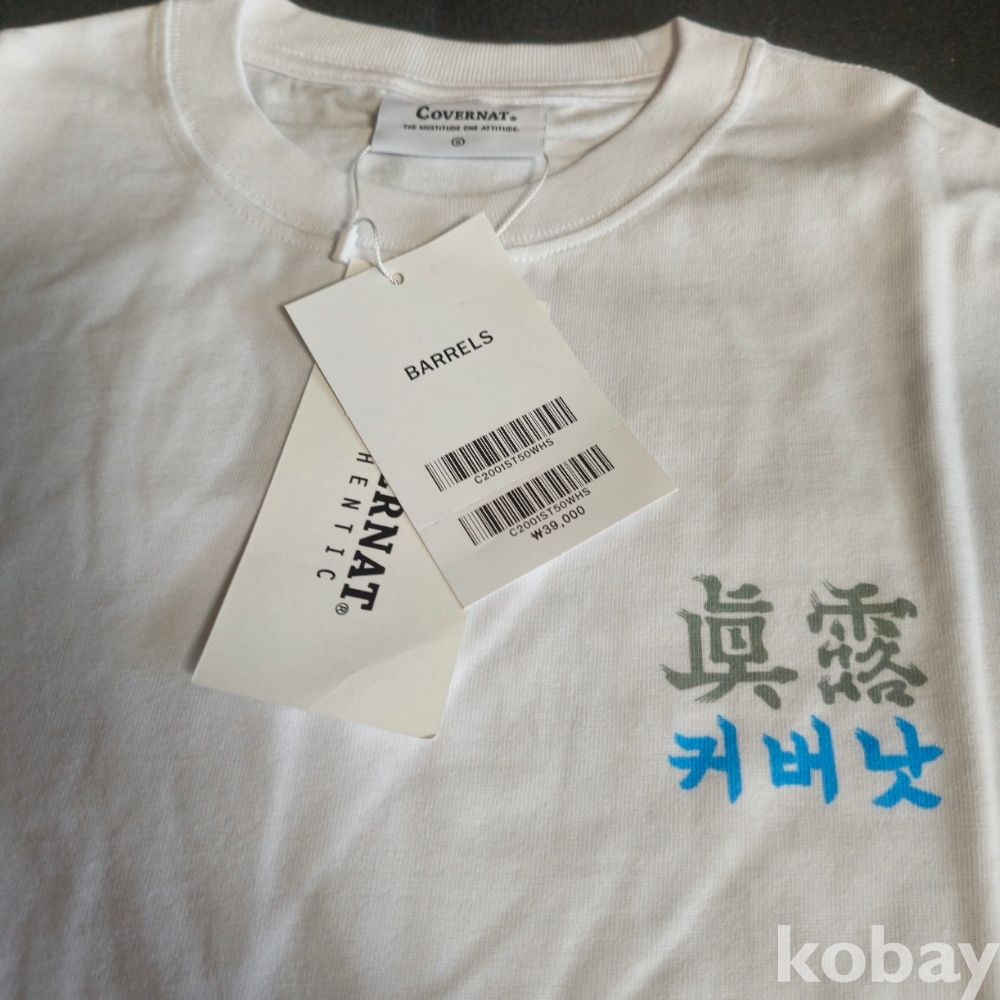 COVERNAT®
THE MULTITUDE ONE ATTITUDE.
BARRELS
C2001ST50WHS
C2001ST50WHS
₩39,000
ERNAT®
HENTIC
眞露
커버낫
kobay